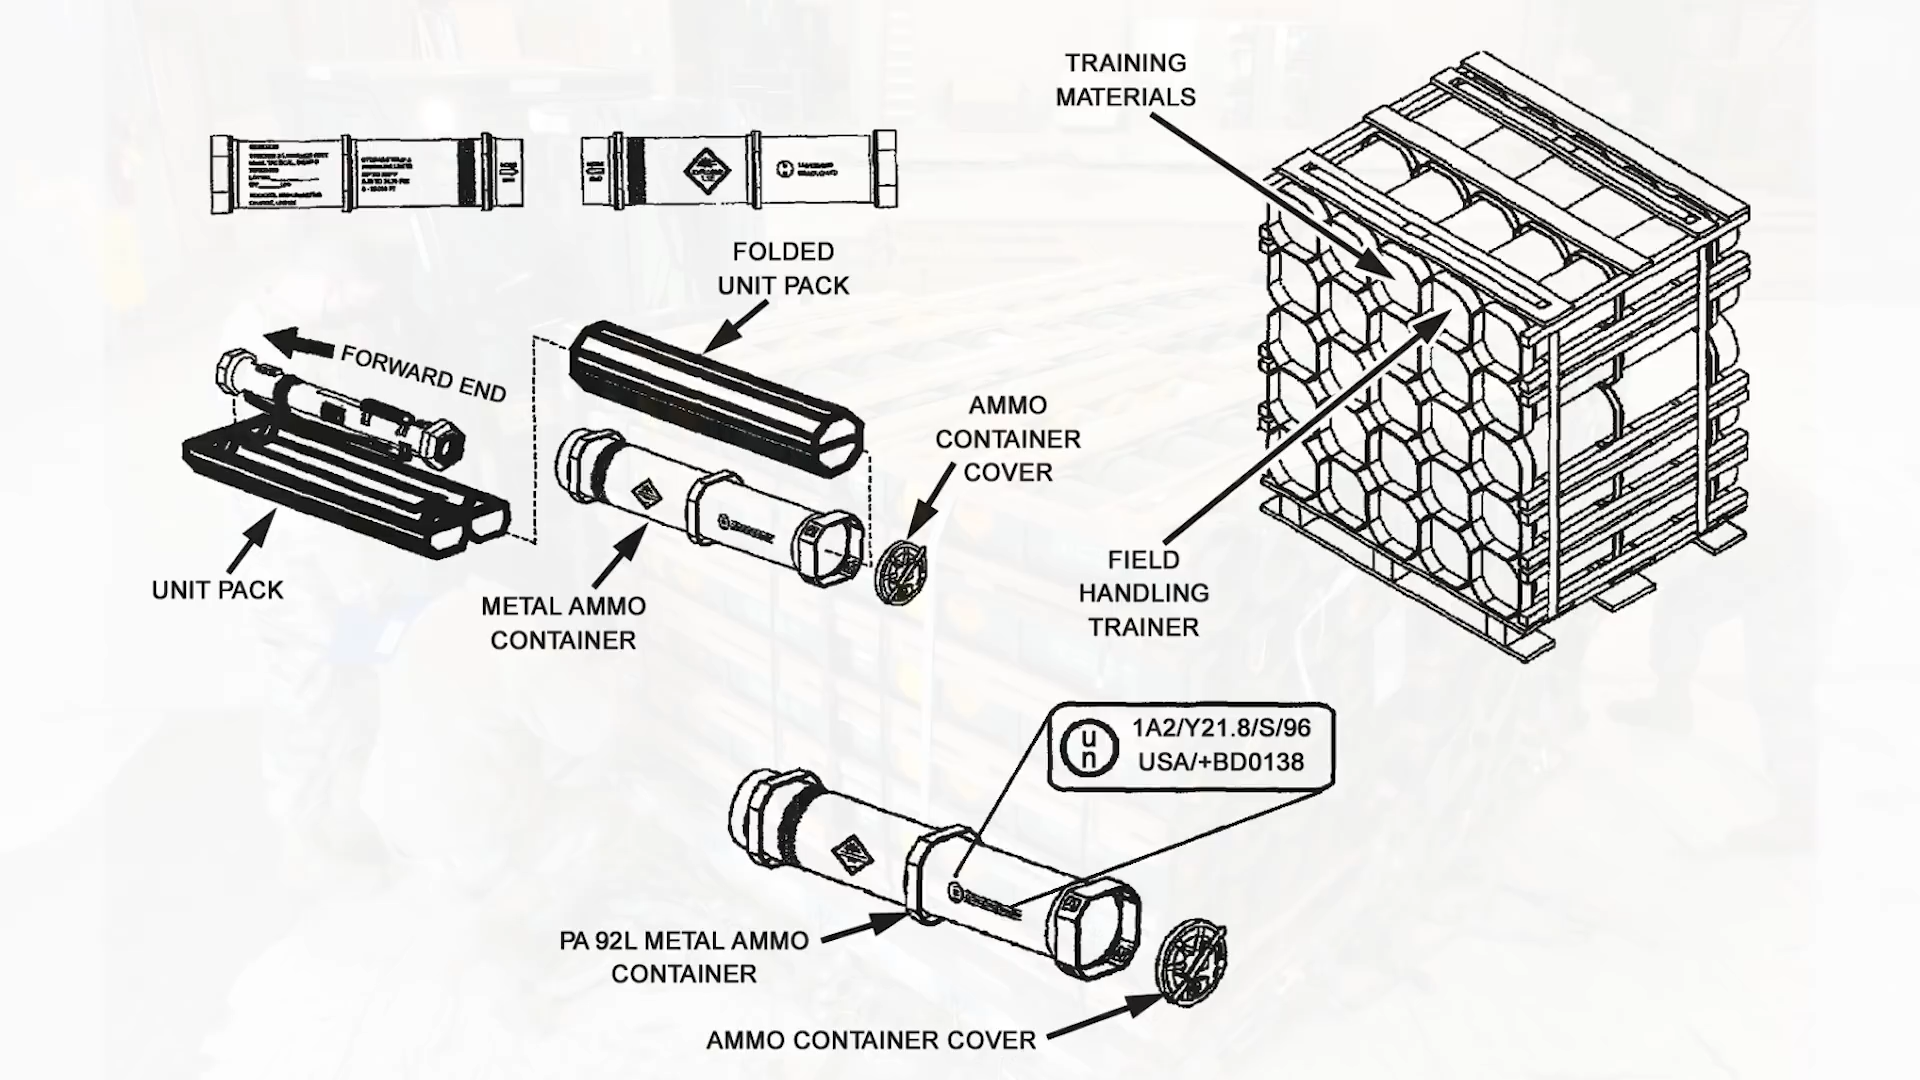 TRAINING
MATERIALS
FOLDED
UNIT PACK
FORWARD END
AMMO
CONTAINER
COVER
UNIT PACK
METAL AMMO
CONTAINER
FIELD
HANDLING
TRAINER
un
1A2/Y21.8/S/96
USA/+BD0138
PA 92L METAL AMMO
CONTAINER
AMMO CONTAINER COVER